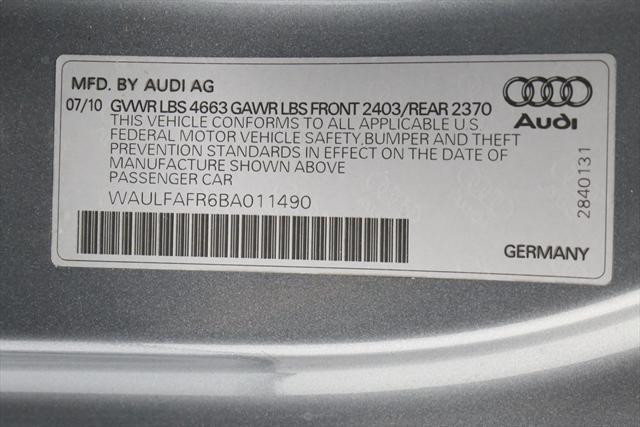 MFD. BY AUDI AG
07/10 GVWR LBS 4663 GAWR LBS FRONT 2403/REAR 2370
THIS VEHICLE CONFORMS TO ALL APPLICABLE U.S.
FEDERAL MOTOR VEHICLE SAFETY,BUMPER AND THEFT
PREVENTION STANDARDS IN EFFECT ON THE DATE OF
MANUFACTURE SHOWN ABOVE
PASSENGER CAR
WAULFAFR6BA011490
Audi
2840131
GERMANY